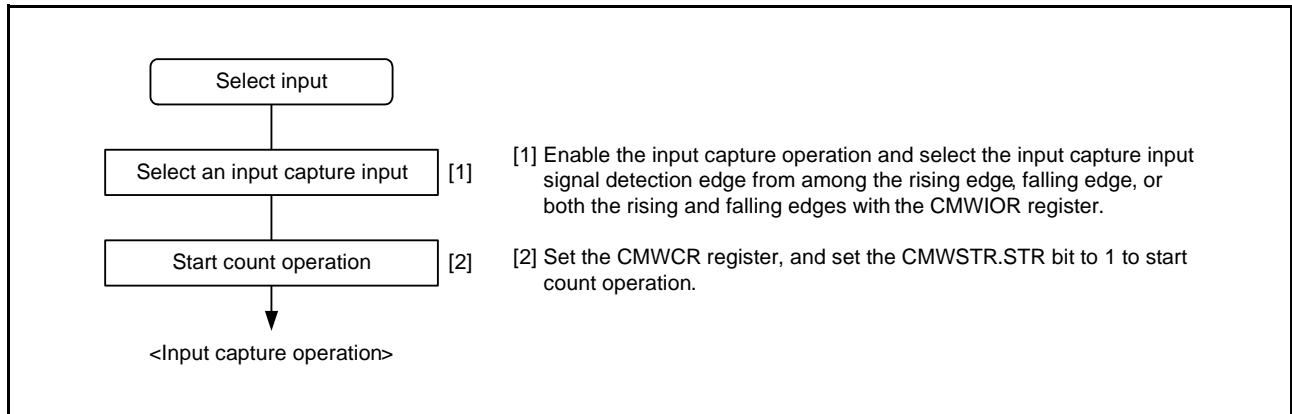 Select input
Select an input capture input
[1]
[1] Enable the input capture operation and select the input capture input
signal detection edge from among the rising edge, falling edge, or
both the rising and falling edges with the CMWIOR register.
Start count operation
[2]
[2] Set the CMWCR register, and set the CMWSTR.STR bit to 1 to start
count operation.
<Input capture operation>